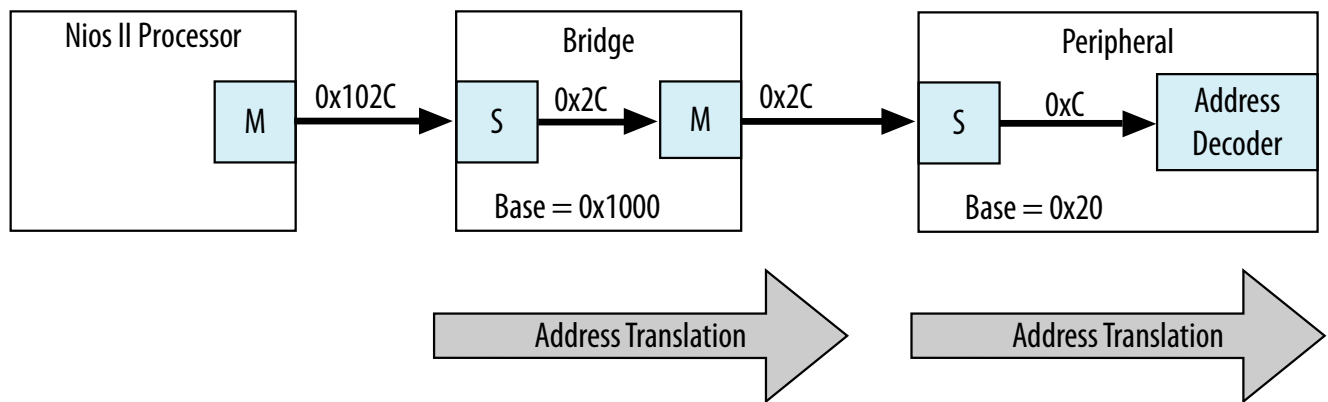 Nios II Processor
M
0x102C
Bridge
S
0x2C
M
Base = 0x1000
0x2C
Peripheral
S
0xC
Address
Decoder
Base = 0x20
Address Translation
Address Translation